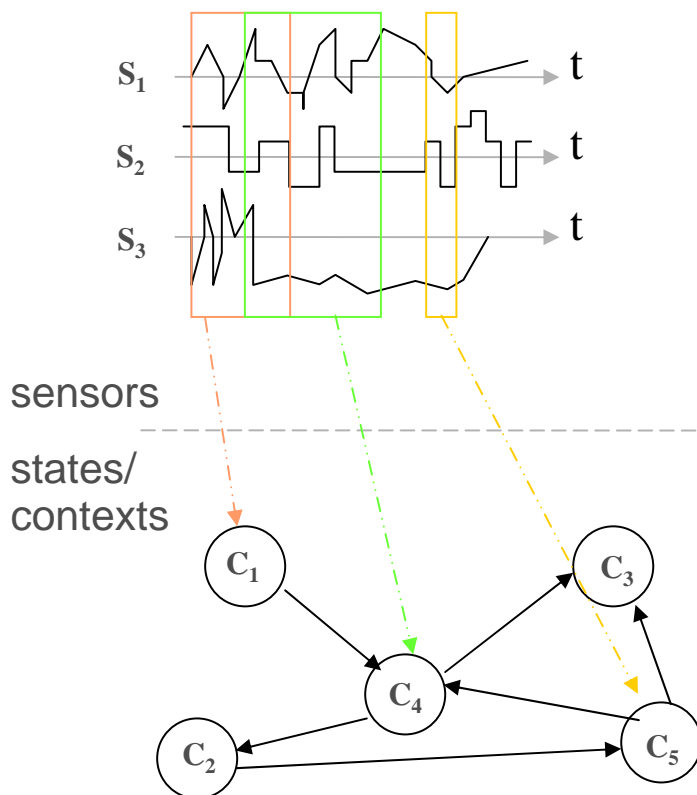 S₁ t
S₂ t
S₃ t
sensors
states/
contexts
C₁
C₃
C₄
C₂
C₅